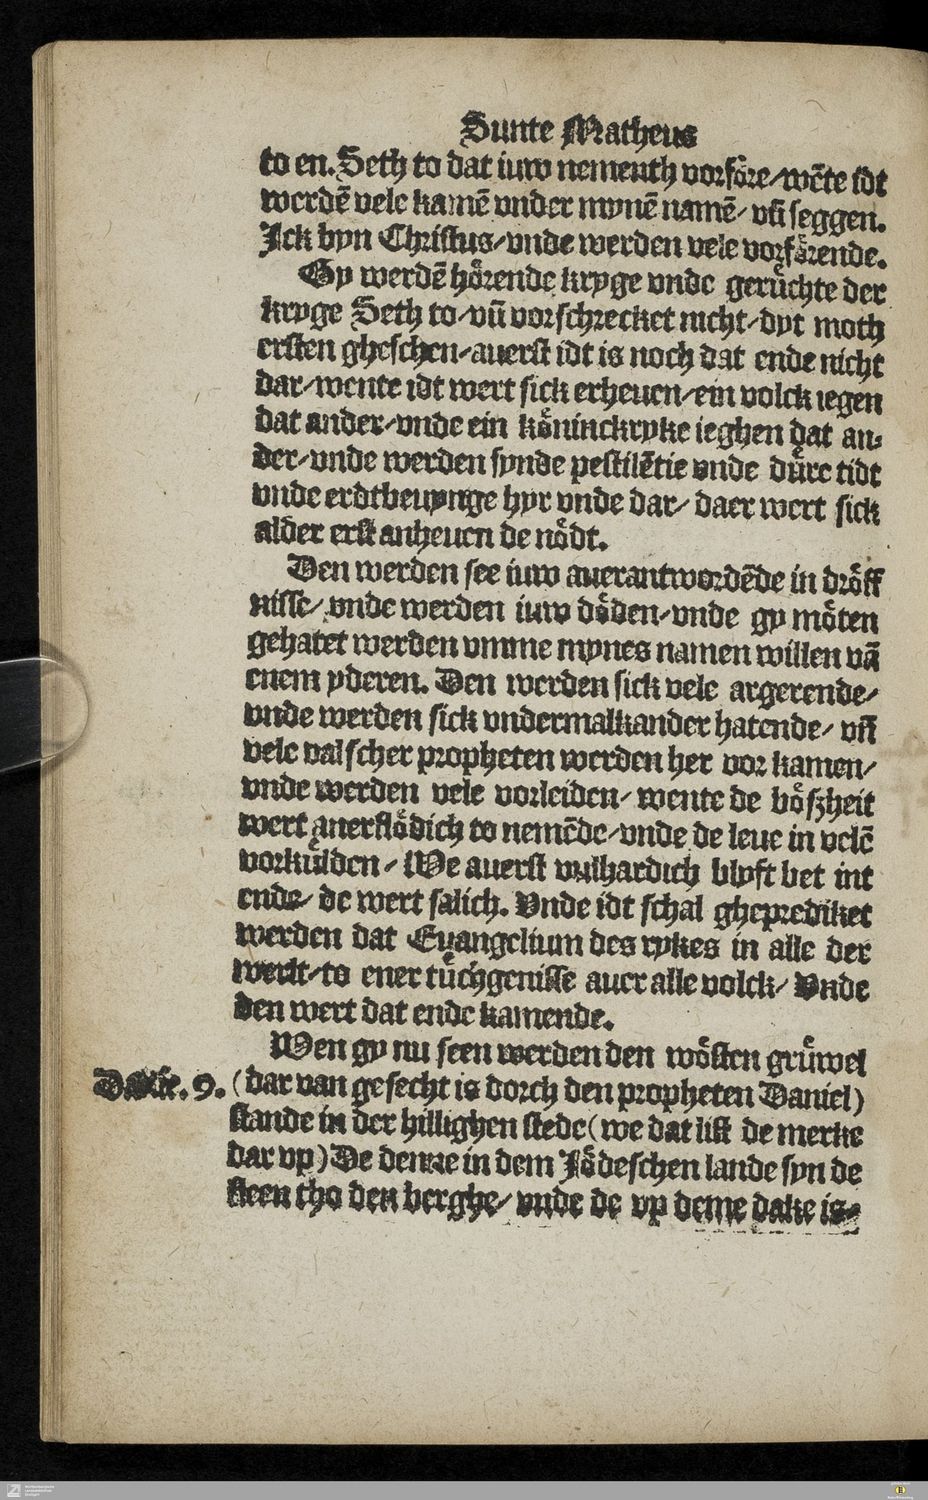 Sunte Matheus
to en. Seth to dat iuw nementh vorföre/ wēte idt
werdē vele kamē vnder mynē namē/ vñ seggen.
Ick byn Christus/ vnde werden vele vorförende.
Gy werdē hörende kryge vnde gerüchte der
kryge Seth to/ vñ vorschrecket nicht/ dyt moth
ersten gheschen/ auerst idt is noch dat ende nicht
dar/ wente idt wert sick erheuen/ ein volck iegen
dat ander/ vnde ein köninckryke ieghen dat an⸗
der/ vnde werden synde pestilētie vnde düre tidt
vnde erdtbeuynge hyr vnde dar/ daer wert sick
alder erst anheuen de nödt.
Den werden see iuw auerantwordēde in dröff
nisse/ vnde werden iuw döden/ vnde gy möten
gehatet werden vmme mynes namen willen vā
enem yderen. Den werden sick vele argerende/
vnde werden sick vndermalkander hatende/ vñ
vele valscher propheten werden her vor kamen/
vnde werden vele vorleiden/ wente de böszheit
wert auerflödich to nemēde/ vnde de leue in velē
vorkülden/ We auerst vulhardich blyft bet int
ende/ de wert salich. Vnde idt schal gheprediket
werden dat Euangelium des rykes in alle der
werlt/ to ener tüchgenisse auer alle volck/ Vnde
den wert dat ende kamende.
Wen gy nu seen werden den wösten grüwel
Danie. 9. (dar van gesecht is dorch den propheten Daniel)
stande in der hillighen stede (we dat list de merke
dar vp) De denne in dem Jödeschen lande syn de
steen tho den berghe/ vnde de vp deme dake is/